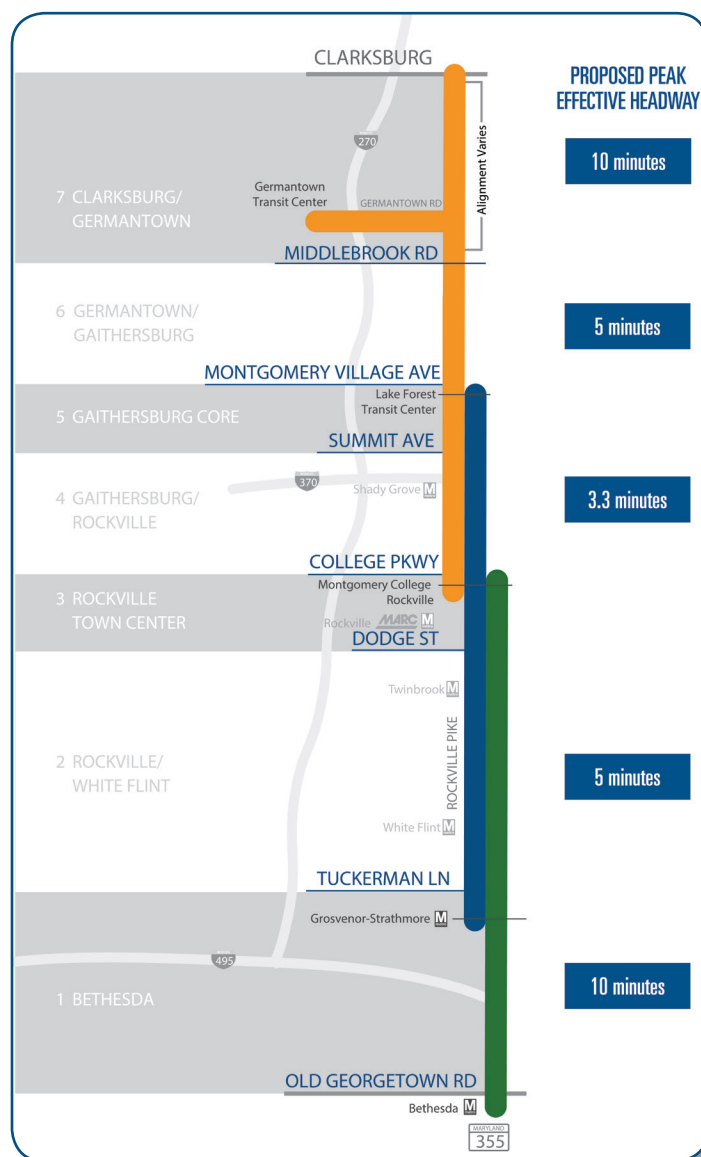 CLARKSBURG
PROPOSED PEAK
EFFECTIVE HEADWAY
INTERSTATE
270
10 minutes
Alignment Varies
Germantown
Transit Center
GERMANTOWN RD
7 CLARKSBURG/
GERMANTOWN
MIDDLEBROOK RD
6 GERMANTOWN/
GAITHERSBURG
5 minutes
MONTGOMERY VILLAGE AVE
Lake Forest
Transit Center
5 GAITHERSBURG CORE
SUMMIT AVE
370
Shady Grove M
4 GAITHERSBURG/
ROCKVILLE
3.3 minutes
COLLEGE PKWY
Montgomery College
Rockville
3 ROCKVILLE
TOWN CENTER
Rockville MARC M
DODGE ST
Twinbrook M
ROCKVILLE PIKE
2 ROCKVILLE/
WHITE FLINT
5 minutes
White Flint M
TUCKERMAN LN
Grosvenor-Strathmore M
495
1 BETHESDA
10 minutes
OLD GEORGETOWN RD
Bethesda M
MARYLAND
355